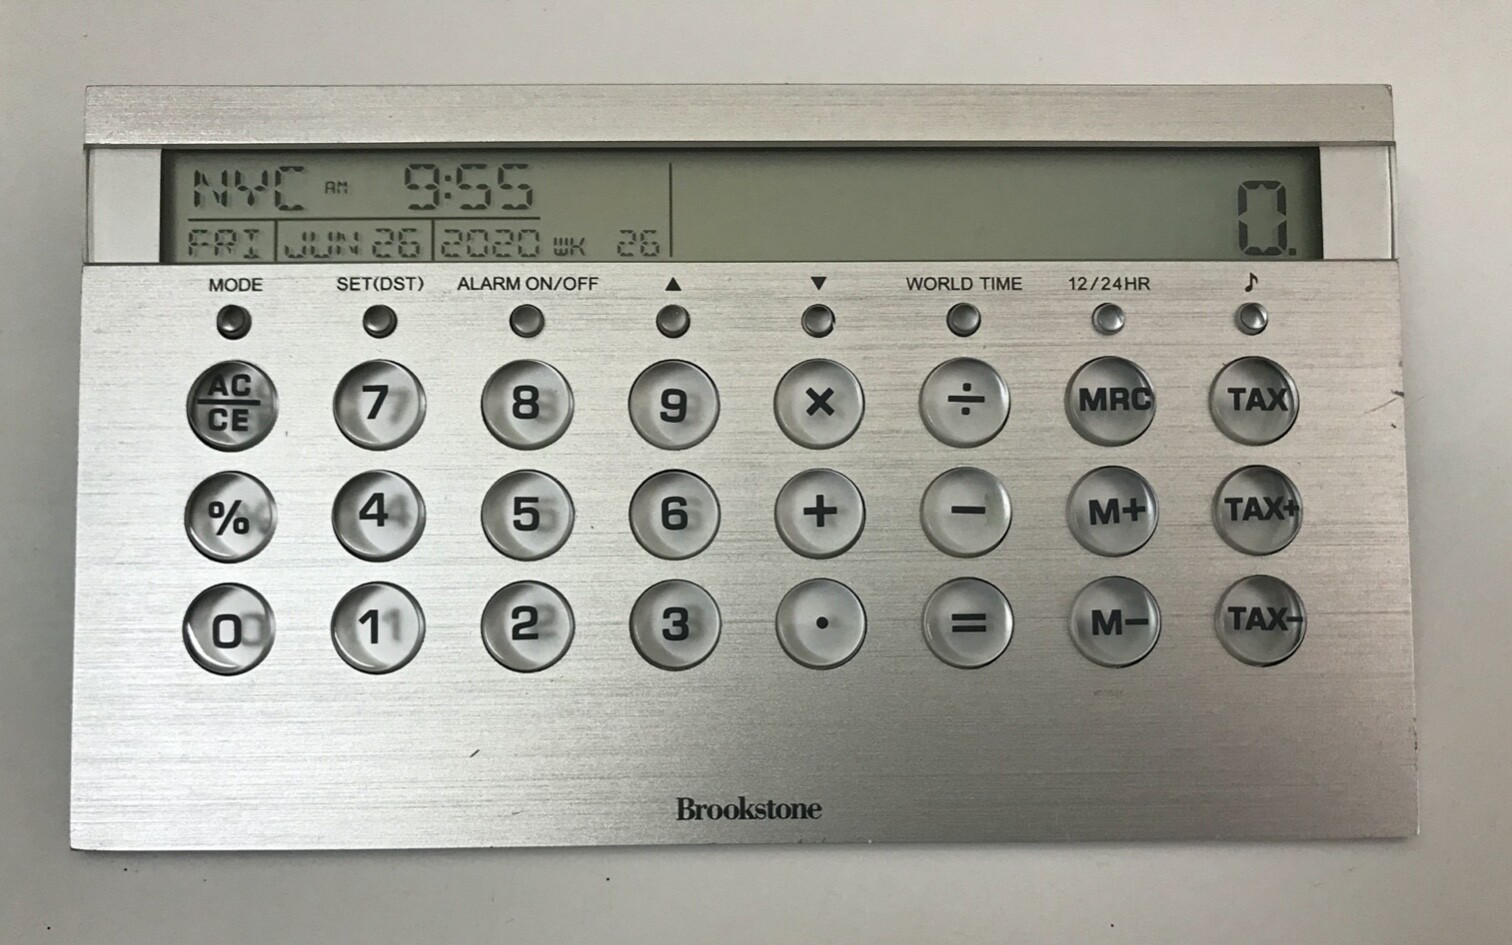 NYC AM 9:55 0.
FRI JUN 26 2020 WK 26
MODE SET(DST) ALARM ON/OFF ▲ ▼ WORLD TIME 12/24HR ♪
AC/CE 7 8 9 × ÷ MRC TAX
% 4 5 6 + − M+ TAX+
0 1 2 3 • = M− TAX−
Brookstone